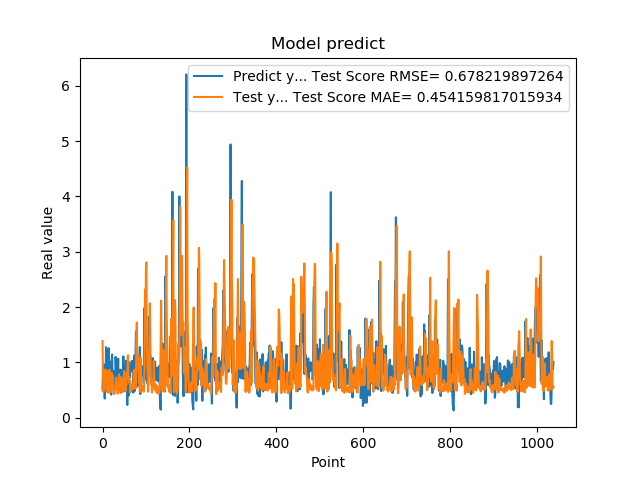 Model predict
Predict y... Test Score RMSE= 0.678219897264
Test y... Test Score MAE= 0.454159817015934
6
5
4
3
2
1
0
Real value
0 200 400 600 800 1000
Point